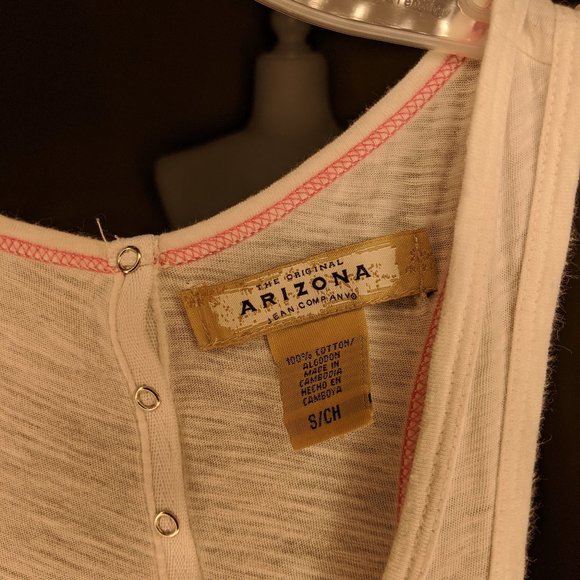 THE ORIGINAL
ARIZONA
JEAN COMPANY®
100% COTTON/
ALGODON
MADE IN
CAMBODIA
HECHO EN
CAMBOYA
S/CH